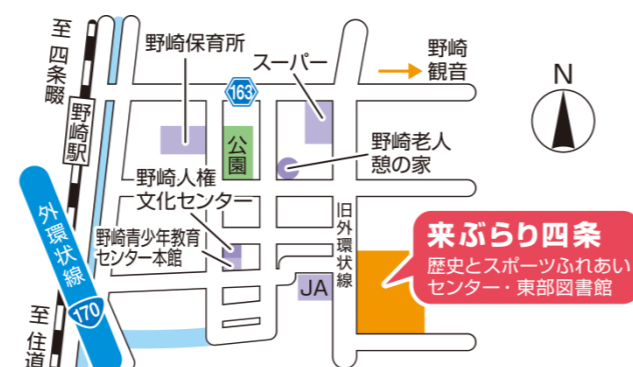 至
四条畷
野崎保育所
スーパー
野崎
観音
N
163
野崎駅
公園
野崎老人
憩の家
野崎人権
文化センター
外環状線
野崎青少年教育
センター本館
旧外環状線
来ぶらり四条
歴史とスポーツふれあい
センター・東部図書館
JA
170
至
住道